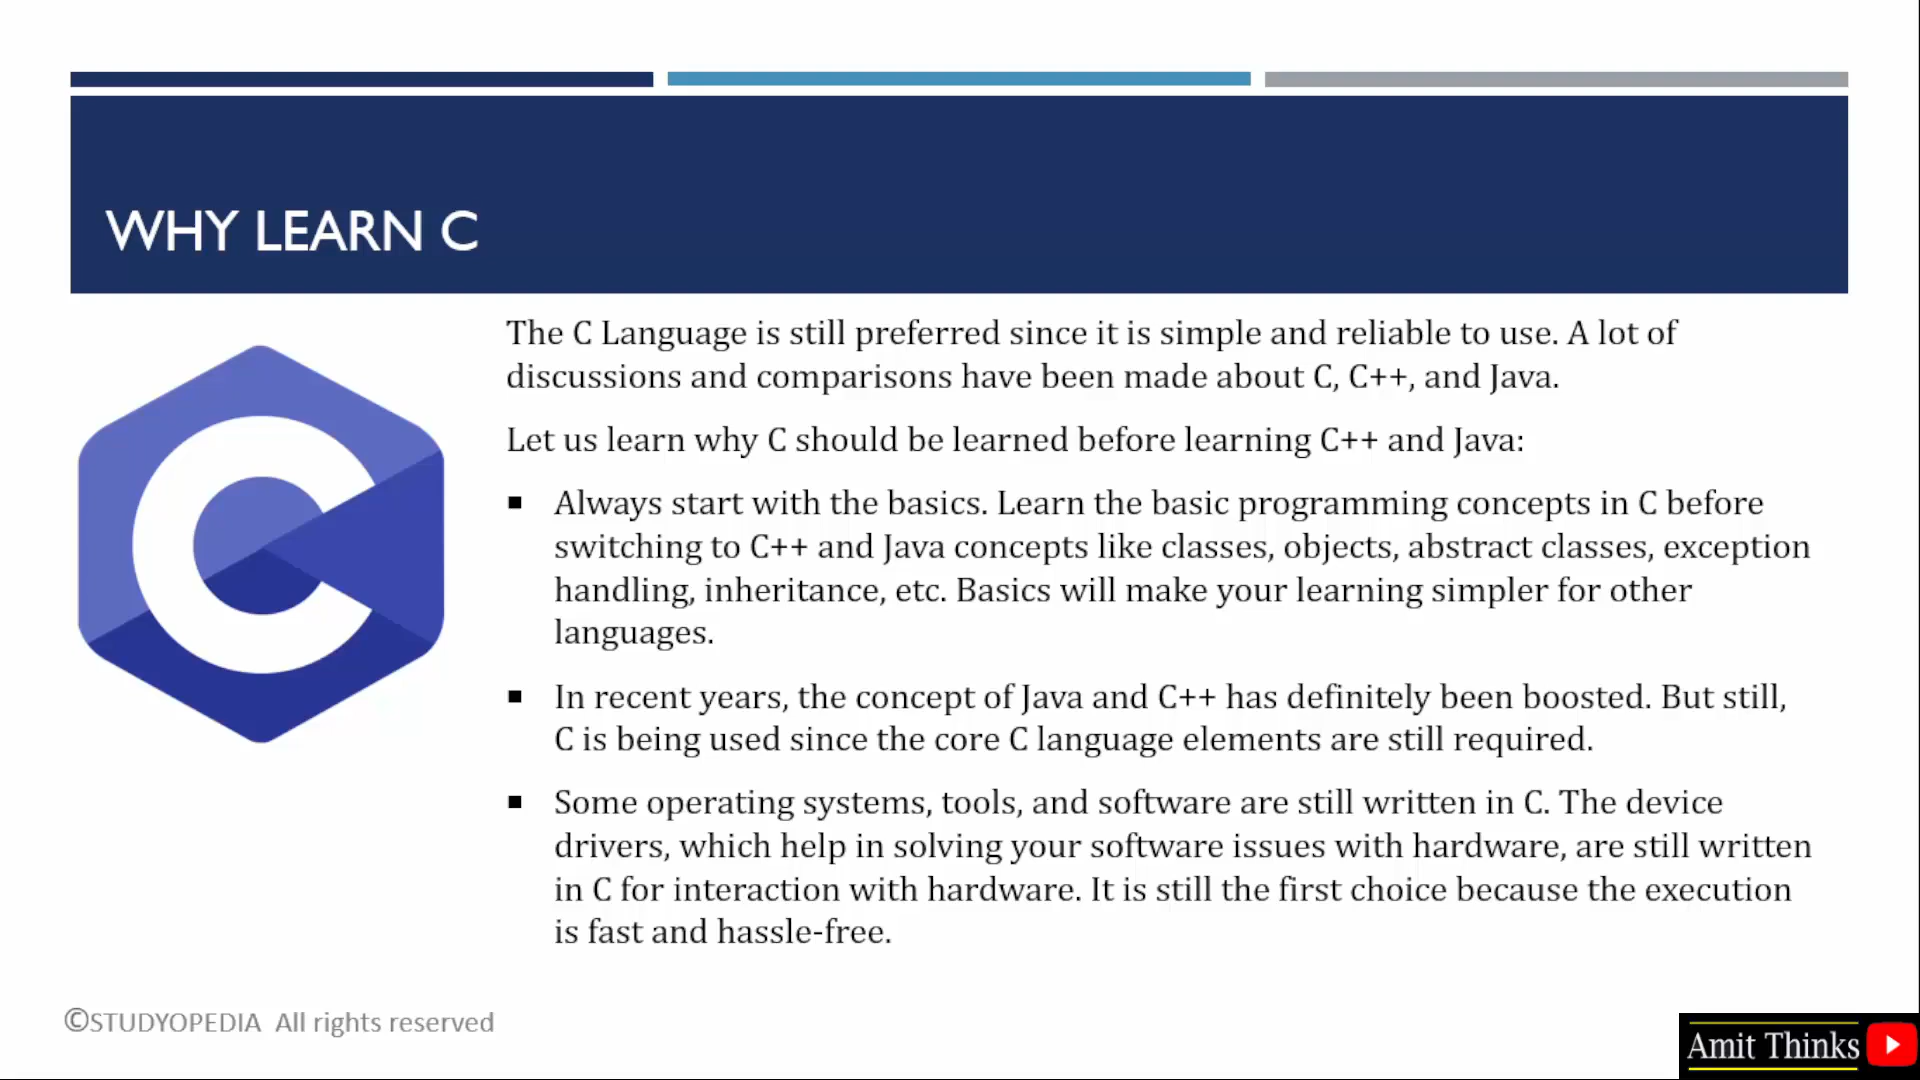 WHY LEARN C
The C Language is still preferred since it is simple and reliable to use. A lot of
discussions and comparisons have been made about C, C++, and Java.
Let us learn why C should be learned before learning C++ and Java:
▪ Always start with the basics. Learn the basic programming concepts in C before
switching to C++ and Java concepts like classes, objects, abstract classes, exception
handling, inheritance, etc. Basics will make your learning simpler for other
languages.
▪ In recent years, the concept of Java and C++ has definitely been boosted. But still,
C is being used since the core C language elements are still required.
▪ Some operating systems, tools, and software are still written in C. The device
drivers, which help in solving your software issues with hardware, are still written
in C for interaction with hardware. It is still the first choice because the execution
is fast and hassle-free.
©STUDYOPEDIA All rights reserved
Amit Thinks